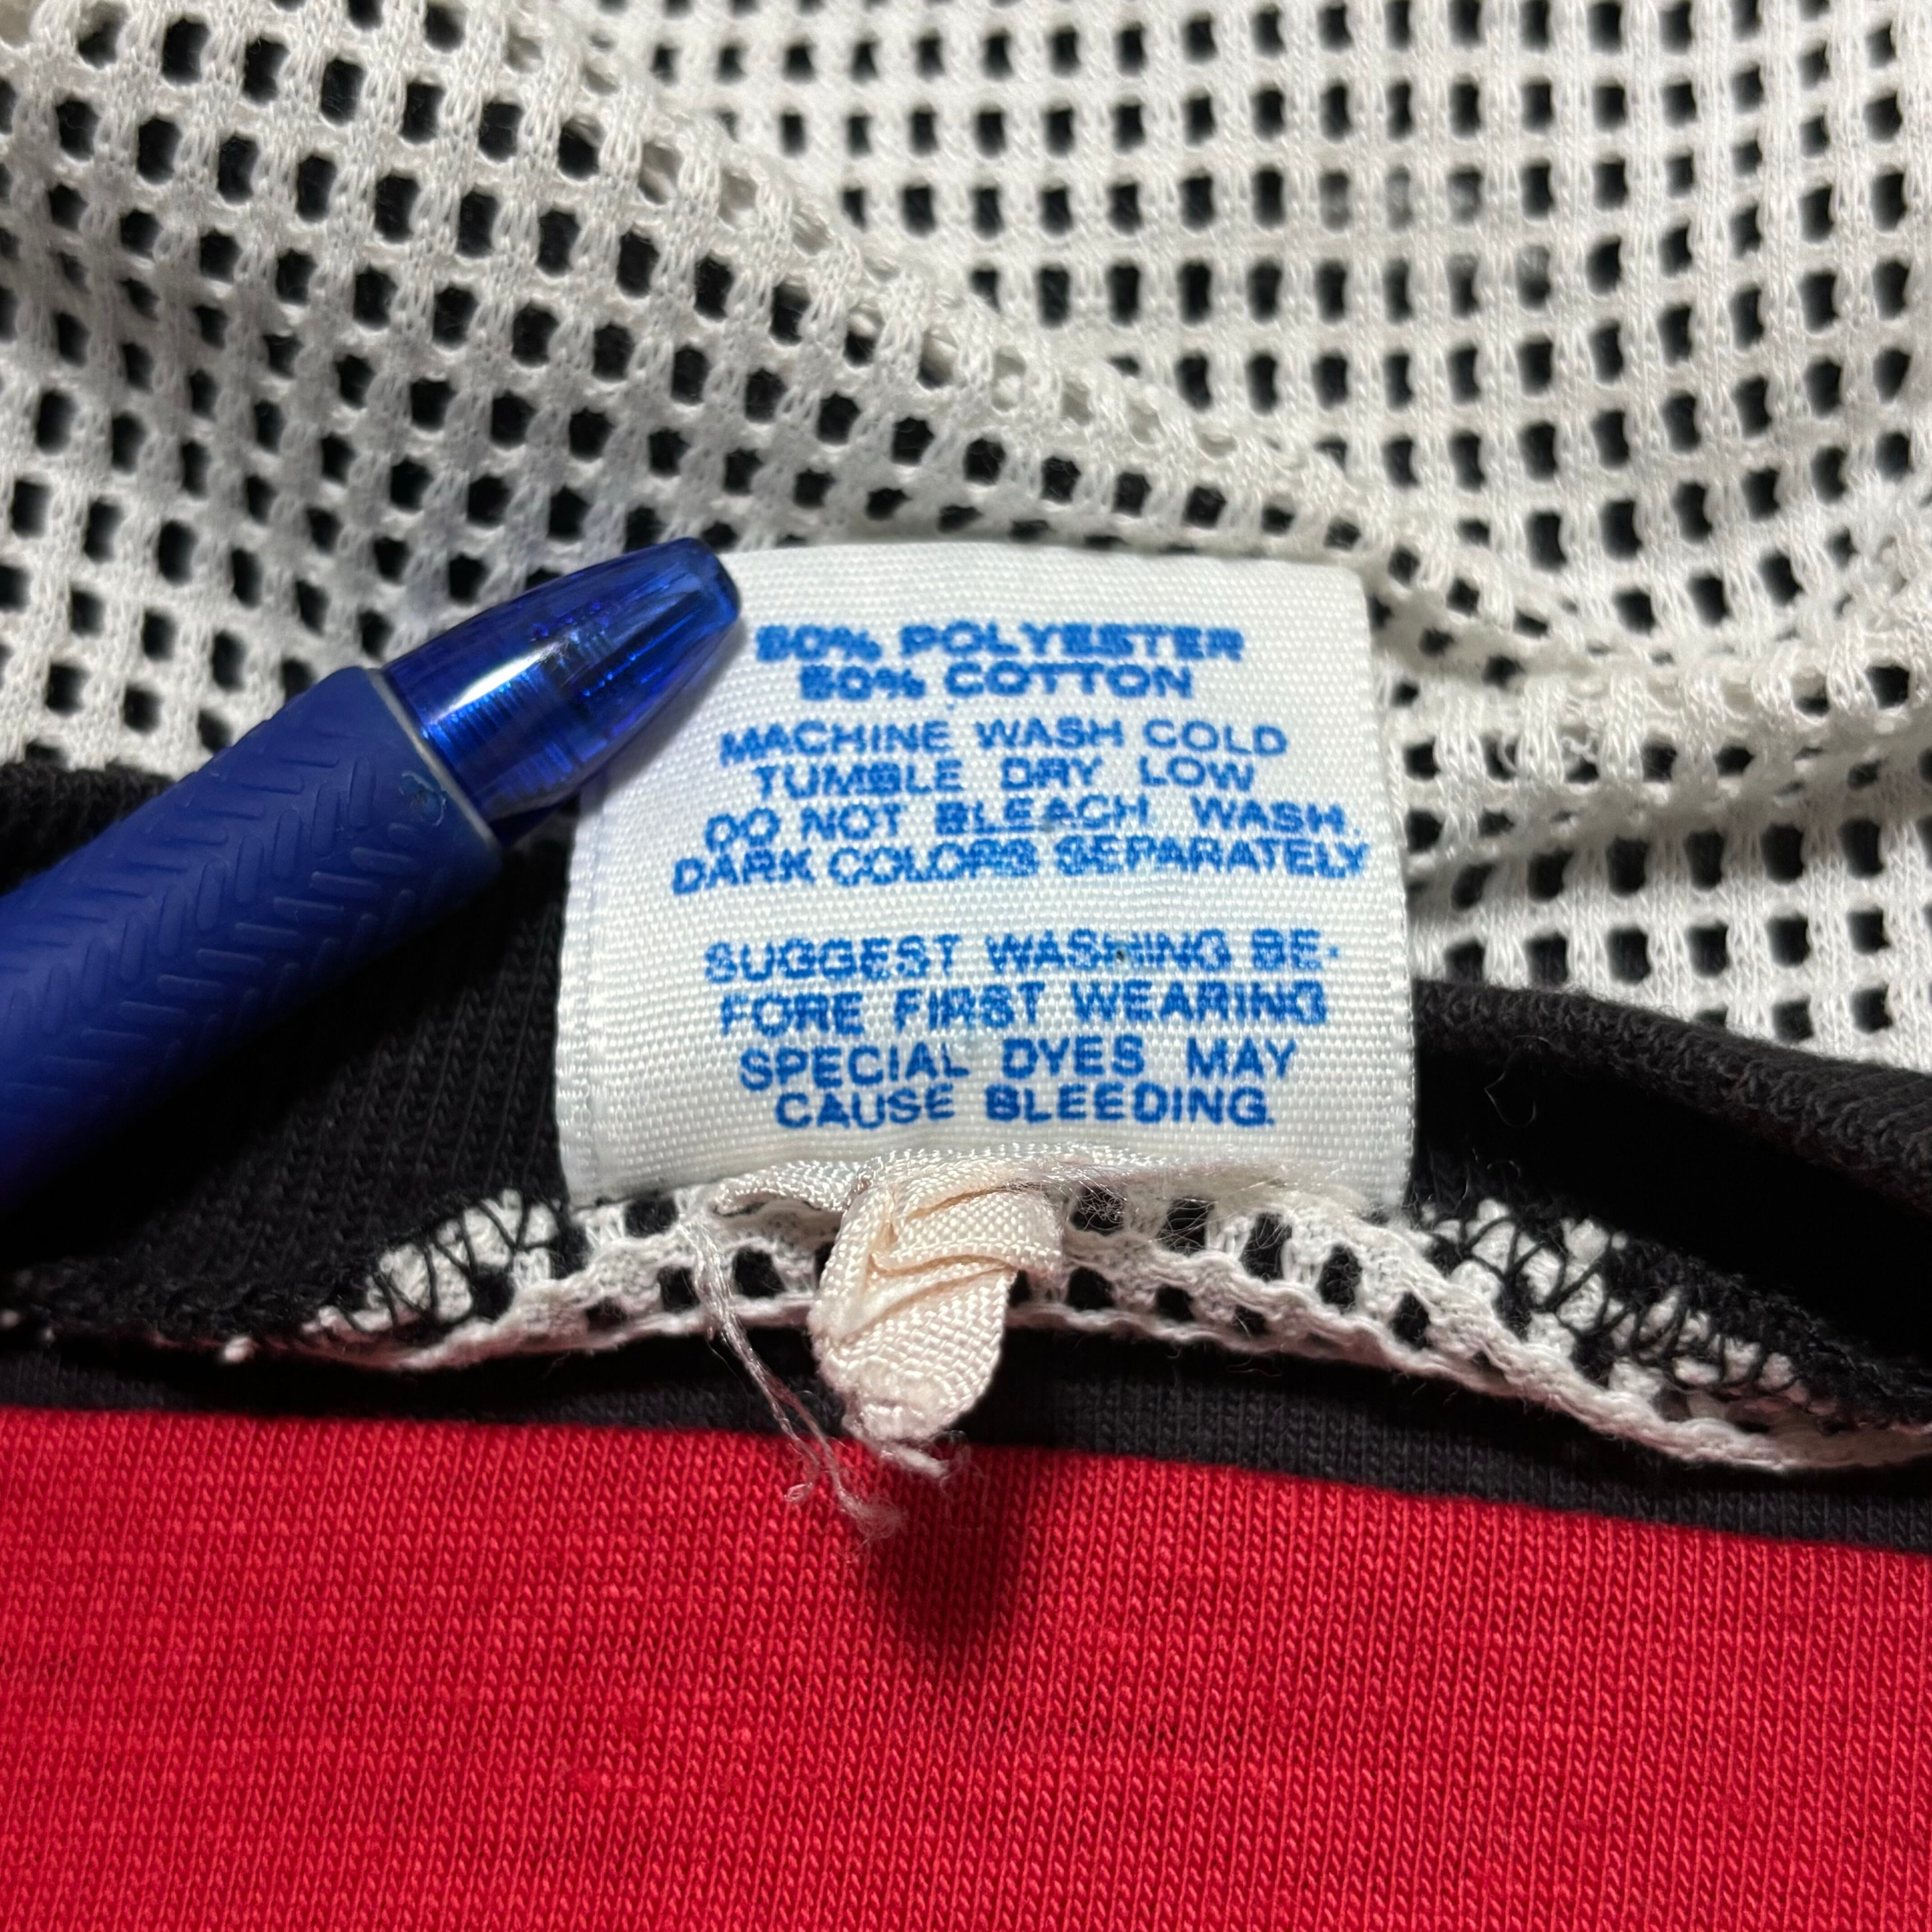 50% POLYESTER
50% COTTON
MACHINE WASH COLD
TUMBLE DRY LOW
DO NOT BLEACH WASH
DARK COLORS SEPARATELY
SUGGEST WASHING BE-
FORE FIRST WEARING
SPECIAL DYES MAY
CAUSE BLEEDING.